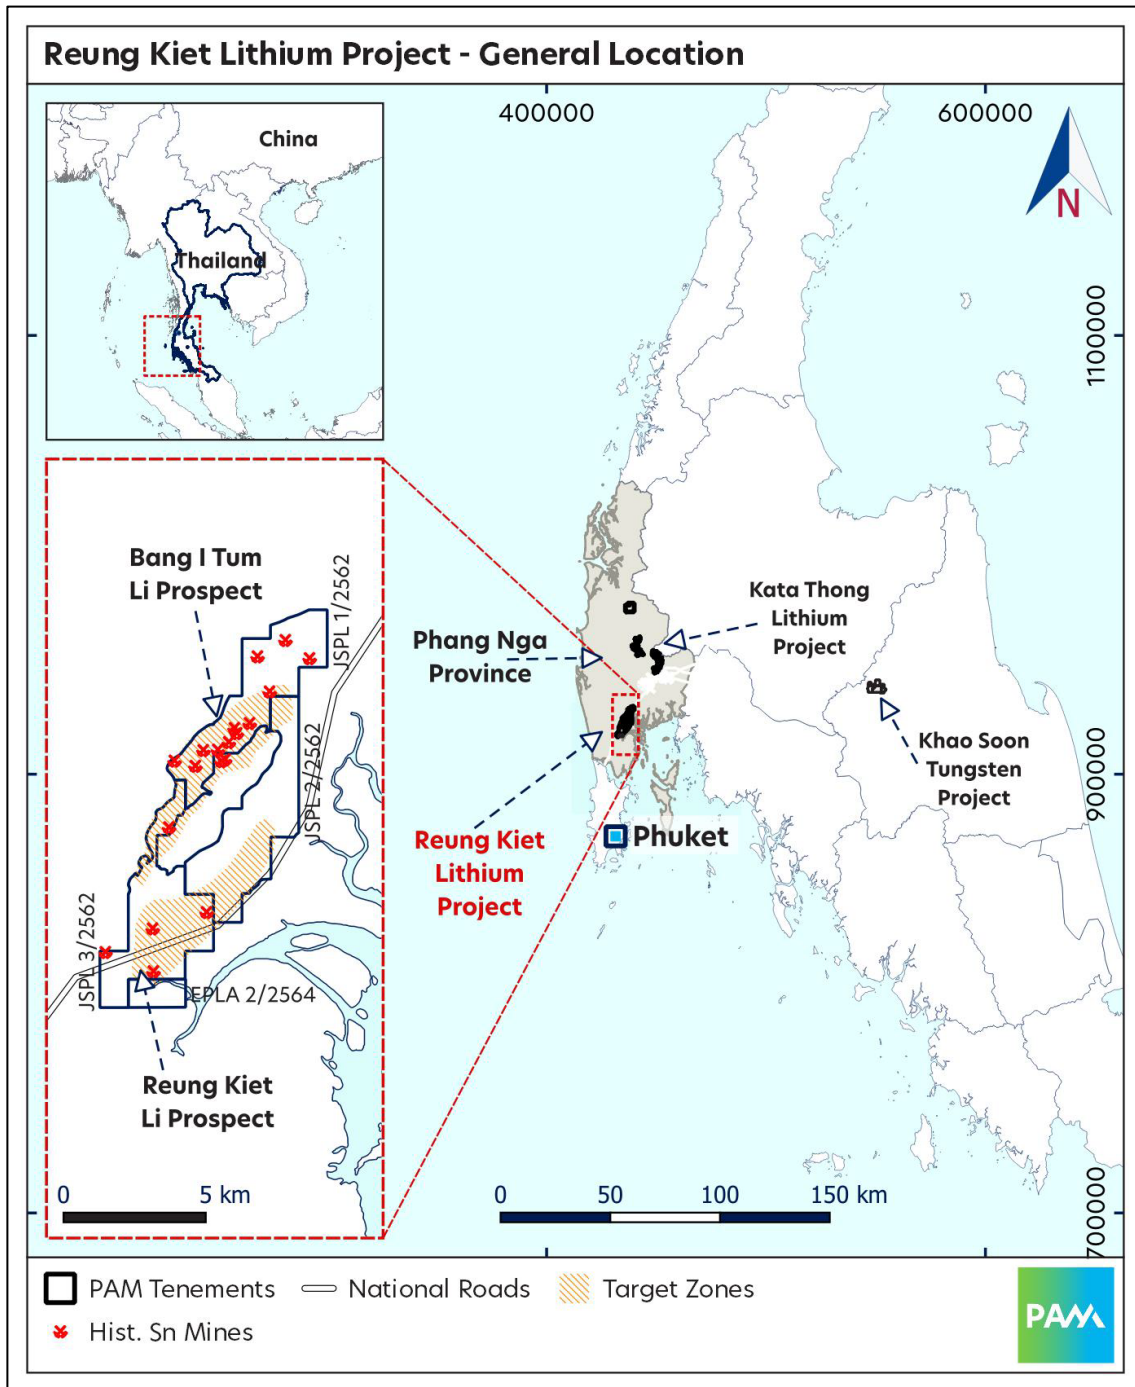 Reung Kiet Lithium Project - General Location
400000
600000
China
Thailand
N
1100000
Bang I Tum
Li Prospect
JSPL 1/2562
Kata Thong
Lithium
Project
Phang Nga
Province
JSPL 2/2562
Khao Soon
Tungsten
Project
900000
Reung Kiet
Lithium
Project
Phuket
JSPL 3/2562
EPLA 2/2564
Reung Kiet
Li Prospect
0 5 km
0 50 100 150 km
700000
PAM Tenements
National Roads
Target Zones
Hist. Sn Mines
PAM